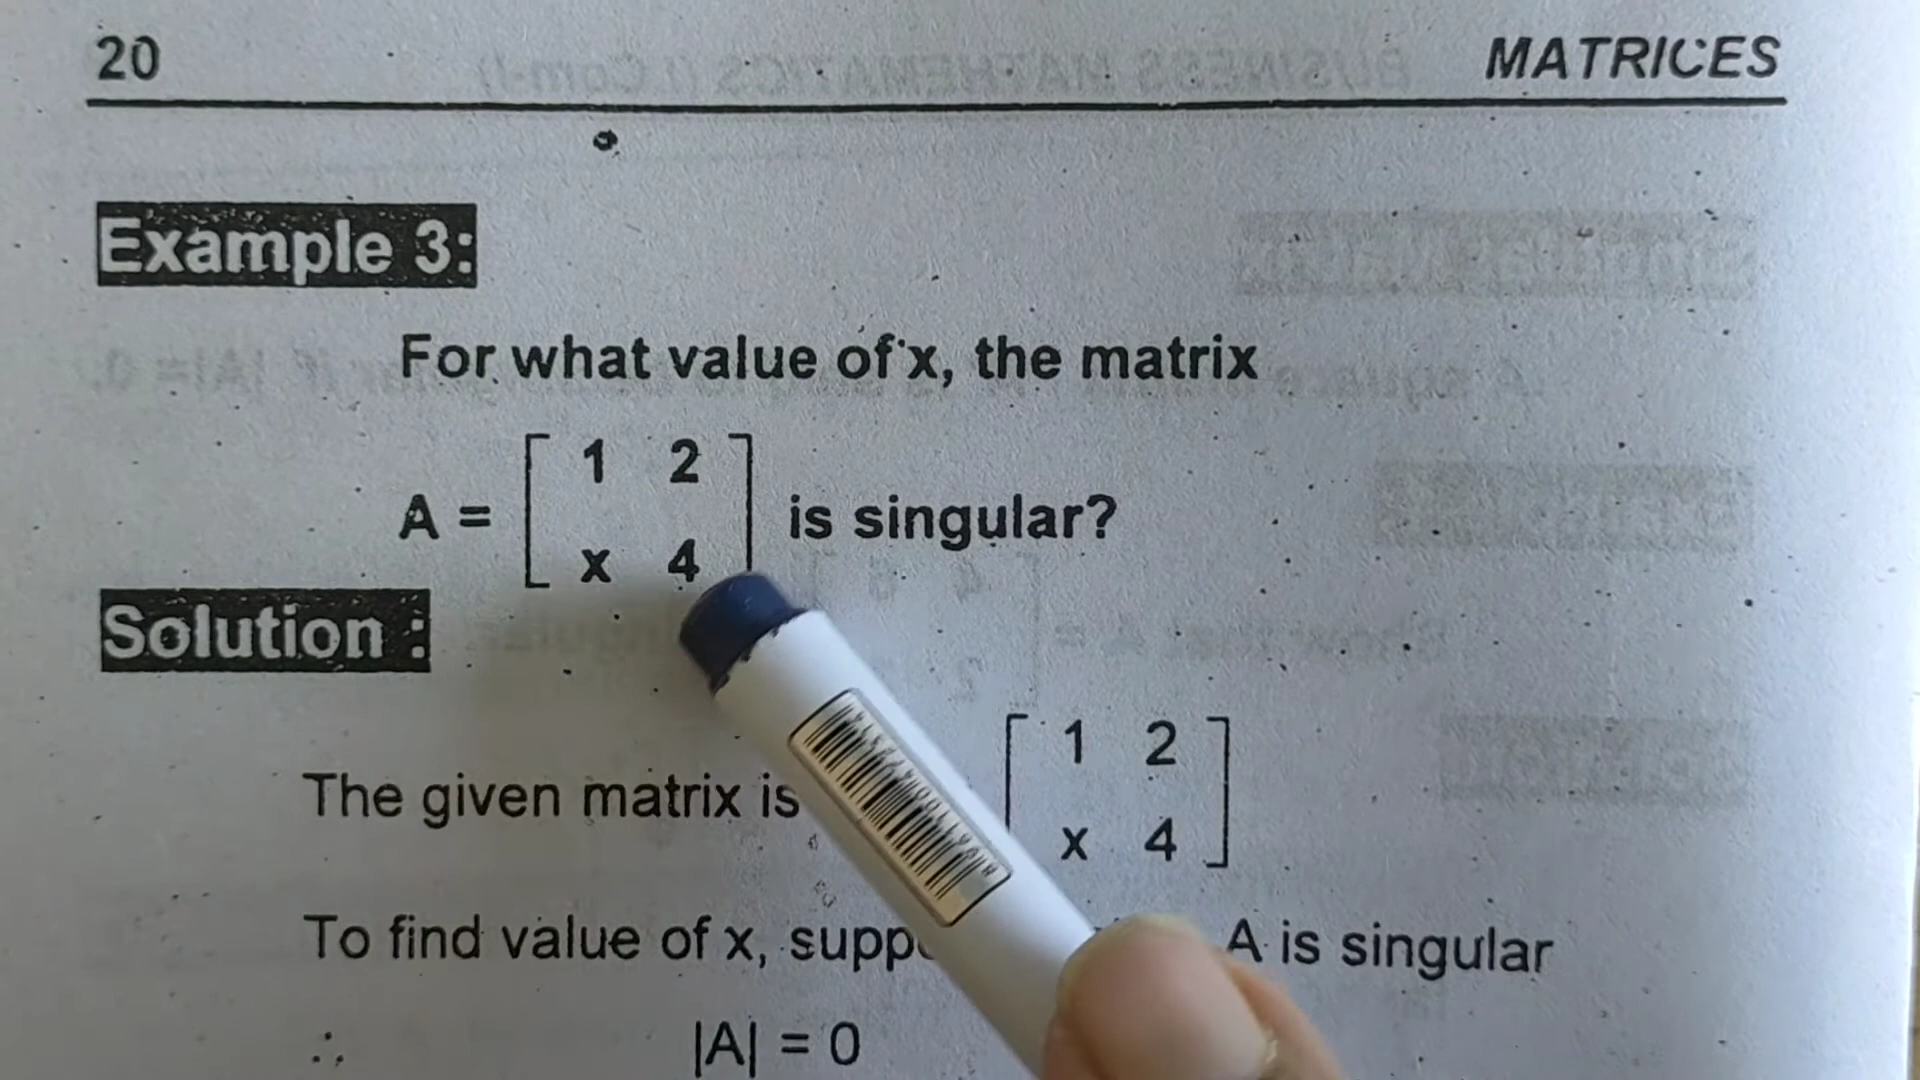 20 MATRICES
Example 3:
For what value of x, the matrix
A = [ 1 2
x 4 ] is singular?
Solution :
The given matrix is [ 1 2
x 4 ]
To find value of x, A is singular
∴ |A| = 0